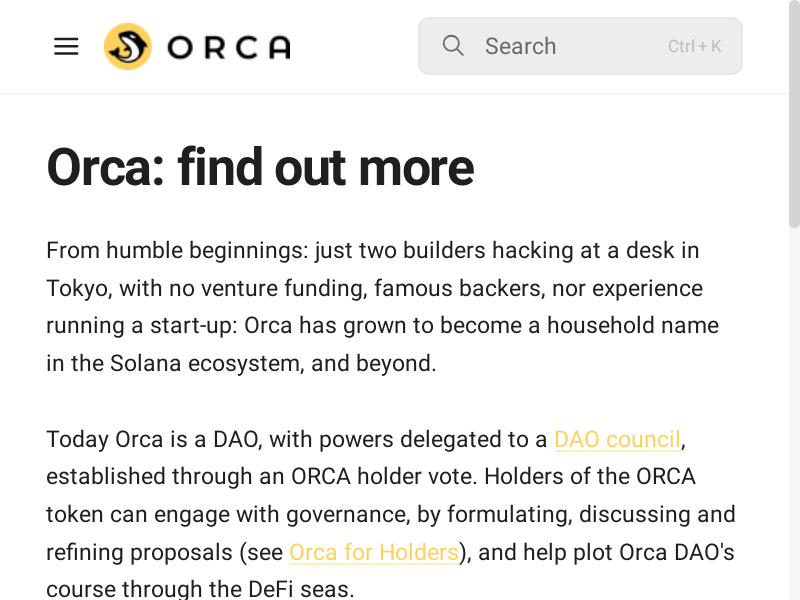 ORCA
Search
Ctrl + K
Orca: find out more
From humble beginnings: just two builders hacking at a desk in
Tokyo, with no venture funding, famous backers, nor experience
running a start-up: Orca has grown to become a household name
in the Solana ecosystem, and beyond.
Today Orca is a DAO, with powers delegated to a DAO council,
established through an ORCA holder vote. Holders of the ORCA
token can engage with governance, by formulating, discussing and
refining proposals (see Orca for Holders), and help plot Orca DAO's
course through the DeFi seas.